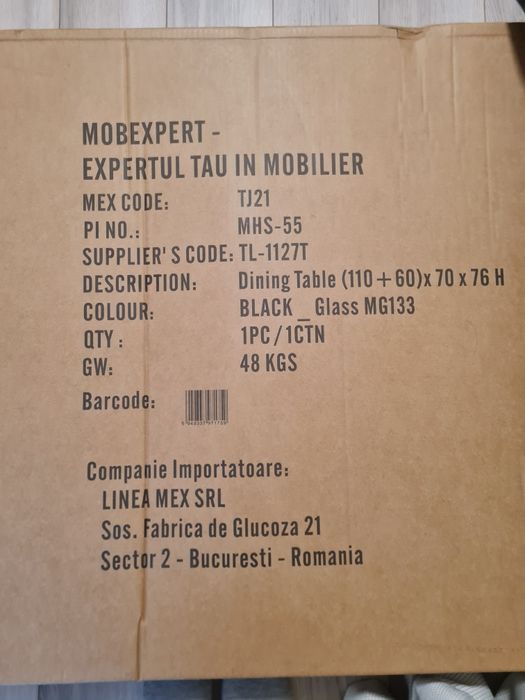 MOBEXPERT -
EXPERTUL TAU IN MOBILIER
MEX CODE: TJ21
PI NO.: MHS-55
SUPPLIER'S CODE: TL-1127T
DESCRIPTION: Dining Table (110+60)x 70 x 76 H
COLOUR: BLACK _ Glass MG133
QTY : 1PC / 1CTN
GW: 48 KGS
Barcode:
Companie Importatoare:
LINEA MEX SRL
Sos. Fabrica de Glucoza 21
Sector 2 - Bucuresti - Romania